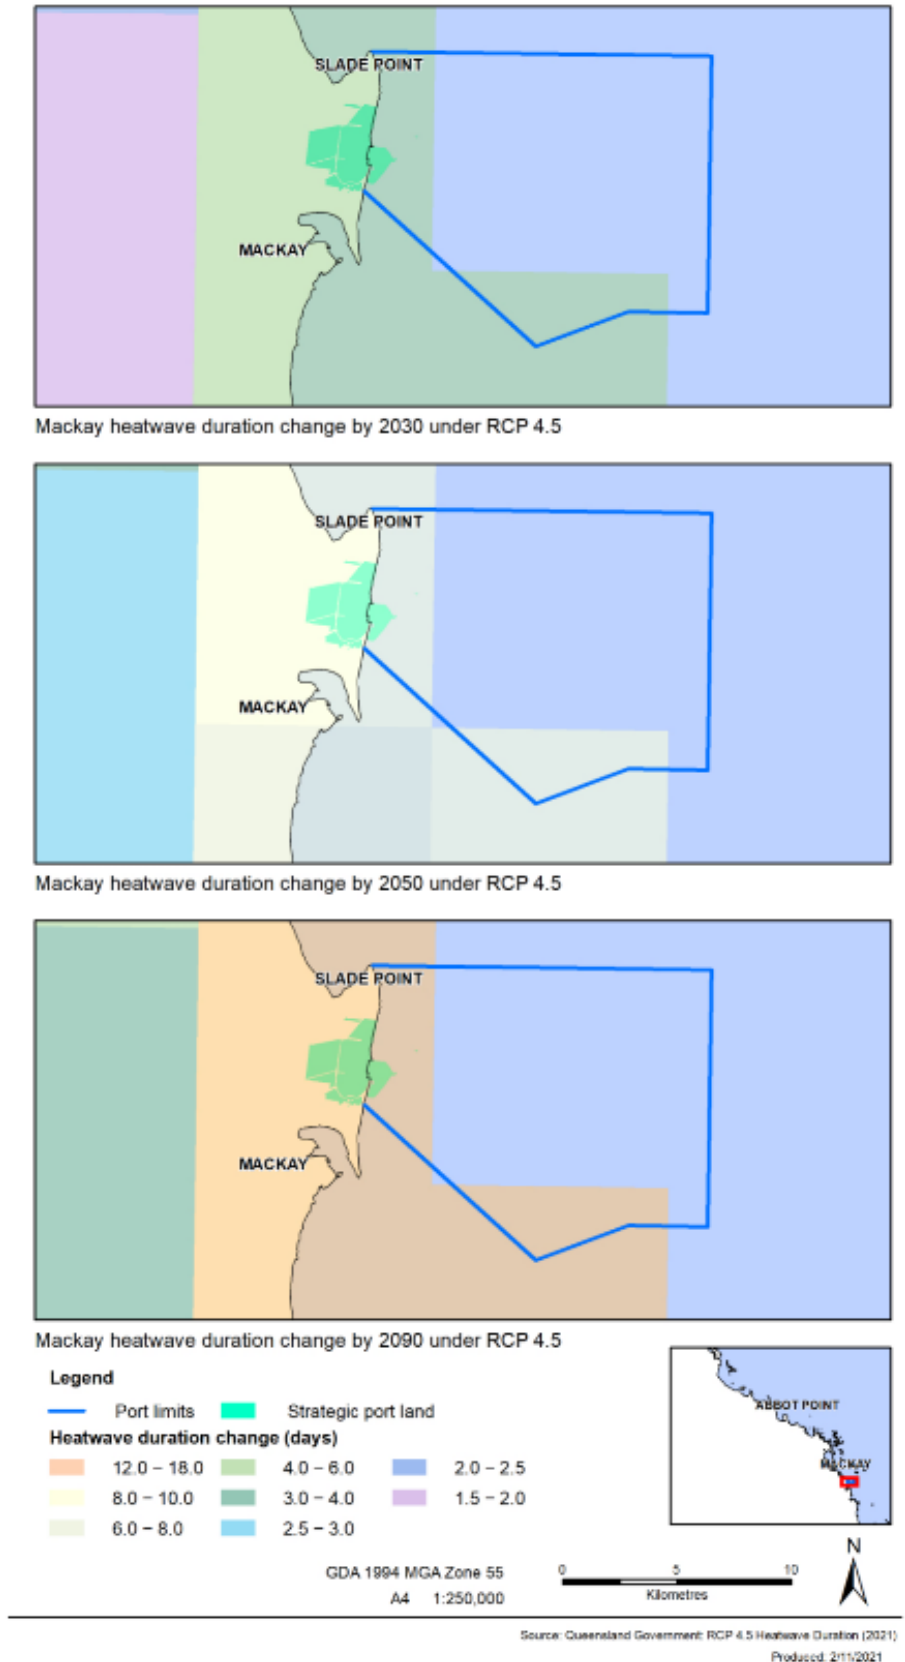 SLADE POINT
MACKAY
Mackay heatwave duration change by 2030 under RCP 4.5
SLADE POINT
MACKAY
Mackay heatwave duration change by 2050 under RCP 4.5
SLADE POINT
MACKAY
Mackay heatwave duration change by 2090 under RCP 4.5
Legend
Port limits Strategic port land
Heatwave duration change (days)
12.0 – 18.0 4.0 – 6.0 2.0 – 2.5
8.0 – 10.0 3.0 – 4.0 1.5 – 2.0
6.0 – 8.0 2.5 – 3.0
ABBOT POINT
MACKAY
N
GDA 1994 MGA Zone 55
A4 1:250,000
0 5 10
Kilometres
Source: Queensland Government: RCP 4.5 Heatwave Duration (2021)
Produced: 2/11/2021